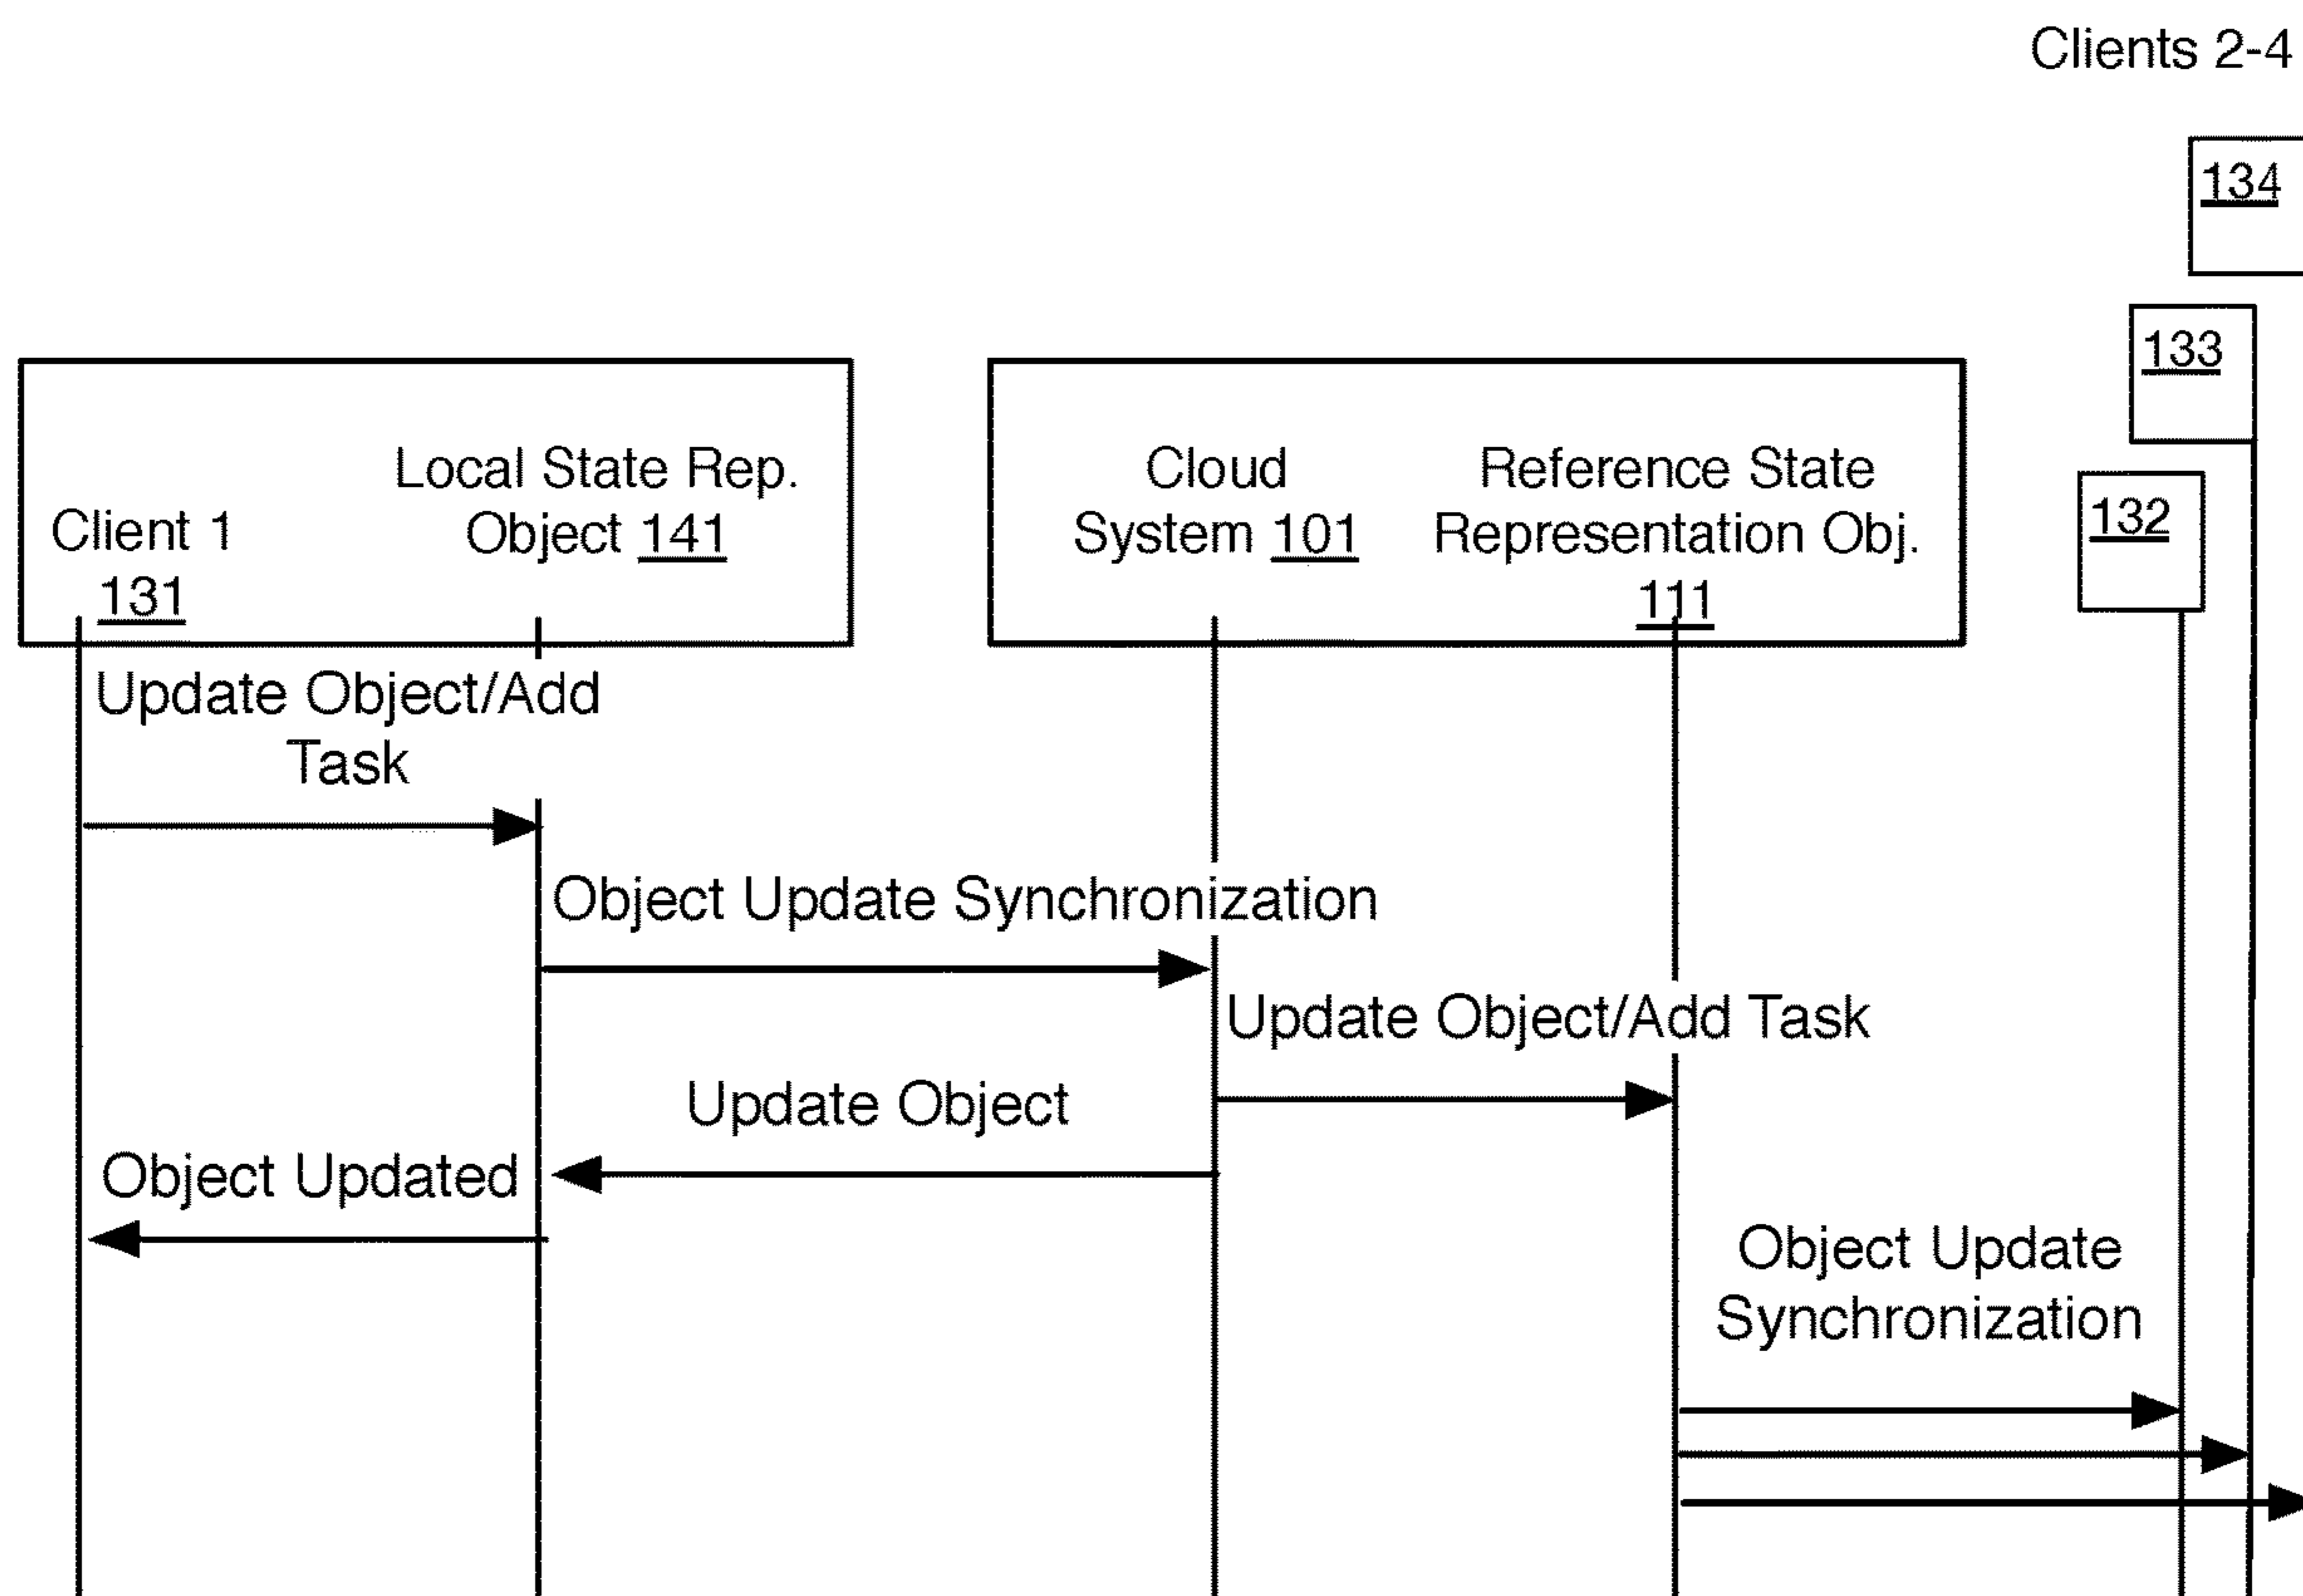 Clients 2-4
134
133
132
Client 1
131
Local State Rep.
Object 141
Cloud
System 101
Reference State
Representation Obj.
111
Update Object/Add
Task
Object Update Synchronization
Update Object/Add Task
Update Object
Object Updated
Object Update
Synchronization